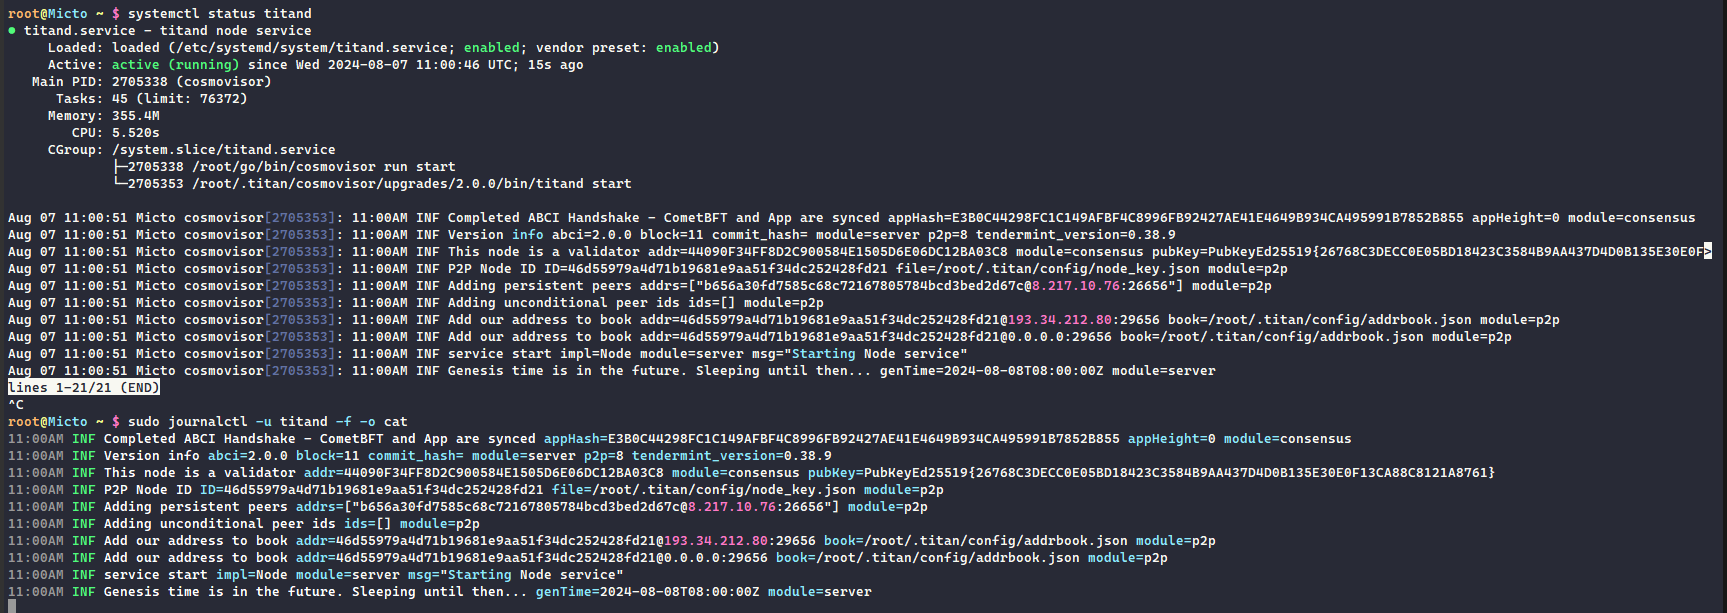 root@Micto ~ $ systemctl status titand
● titand.service - titand node service
Loaded: loaded (/etc/systemd/system/titand.service; enabled; vendor preset: enabled)
Active: active (running) since Wed 2024-08-07 11:00:46 UTC; 15s ago
Main PID: 2705338 (cosmovisor)
Tasks: 45 (limit: 76372)
Memory: 355.4M
CPU: 5.520s
CGroup: /system.slice/titand.service
├─2705338 /root/go/bin/cosmovisor run start
└─2705353 /root/.titan/cosmovisor/upgrades/2.0.0/bin/titand start
Aug 07 11:00:51 Micto cosmovisor[2705353]: 11:00AM INF Completed ABCI Handshake - CometBFT and App are synced appHash=E3B0C44298FC1C149AFBF4C8996FB92427AE41E4649B934CA495991B7852B855 appHeight=0 module=consensus
Aug 07 11:00:51 Micto cosmovisor[2705353]: 11:00AM INF Version info abci=2.0.0 block=11 commit_hash= module=server p2p=8 tendermint_version=0.38.9
Aug 07 11:00:51 Micto cosmovisor[2705353]: 11:00AM INF This node is a validator addr=44090F34FF8D2C900584E1505D6E06DC12BA03C8 module=consensus pubKey=PubKeyEd25519{26768C3DECC0E05BD18423C3584B9AA437D4D0B135E30E0F>
Aug 07 11:00:51 Micto cosmovisor[2705353]: 11:00AM INF P2P Node ID ID=46d55979a4d71b19681e9aa51f34dc252428fd21 file=/root/.titan/config/node_key.json module=p2p
Aug 07 11:00:51 Micto cosmovisor[2705353]: 11:00AM INF Adding persistent peers addrs=["b656a30fd7585c68c72167805784bcd3bed2d67c@8.217.10.76:26656"] module=p2p
Aug 07 11:00:51 Micto cosmovisor[2705353]: 11:00AM INF Adding unconditional peer ids ids=[] module=p2p
Aug 07 11:00:51 Micto cosmovisor[2705353]: 11:00AM INF Add our address to book addr=46d55979a4d71b19681e9aa51f34dc252428fd21@193.34.212.80:29656 book=/root/.titan/config/addrbook.json module=p2p
Aug 07 11:00:51 Micto cosmovisor[2705353]: 11:00AM INF Add our address to book addr=46d55979a4d71b19681e9aa51f34dc252428fd21@0.0.0.0:29656 book=/root/.titan/config/addrbook.json module=p2p
Aug 07 11:00:51 Micto cosmovisor[2705353]: 11:00AM INF service start impl=Node module=server msg="Starting Node service"
Aug 07 11:00:51 Micto cosmovisor[2705353]: 11:00AM INF Genesis time is in the future. Sleeping until then... genTime=2024-08-08T08:00:00Z module=server
lines 1-21/21 (END)
^C
root@Micto ~ $ sudo journalctl -u titand -f -o cat
11:00AM INF Completed ABCI Handshake - CometBFT and App are synced appHash=E3B0C44298FC1C149AFBF4C8996FB92427AE41E4649B934CA495991B7852B855 appHeight=0 module=consensus
11:00AM INF Version info abci=2.0.0 block=11 commit_hash= module=server p2p=8 tendermint_version=0.38.9
11:00AM INF This node is a validator addr=44090F34FF8D2C900584E1505D6E06DC12BA03C8 module=consensus pubKey=PubKeyEd25519{26768C3DECC0E05BD18423C3584B9AA437D4D0B135E30E0F13CA88C8121A8761}
11:00AM INF P2P Node ID ID=46d55979a4d71b19681e9aa51f34dc252428fd21 file=/root/.titan/config/node_key.json module=p2p
11:00AM INF Adding persistent peers addrs=["b656a30fd7585c68c72167805784bcd3bed2d67c@8.217.10.76:26656"] module=p2p
11:00AM INF Adding unconditional peer ids ids=[] module=p2p
11:00AM INF Add our address to book addr=46d55979a4d71b19681e9aa51f34dc252428fd21@193.34.212.80:29656 book=/root/.titan/config/addrbook.json module=p2p
11:00AM INF Add our address to book addr=46d55979a4d71b19681e9aa51f34dc252428fd21@0.0.0.0:29656 book=/root/.titan/config/addrbook.json module=p2p
11:00AM INF service start impl=Node module=server msg="Starting Node service"
11:00AM INF Genesis time is in the future. Sleeping until then... genTime=2024-08-08T08:00:00Z module=server